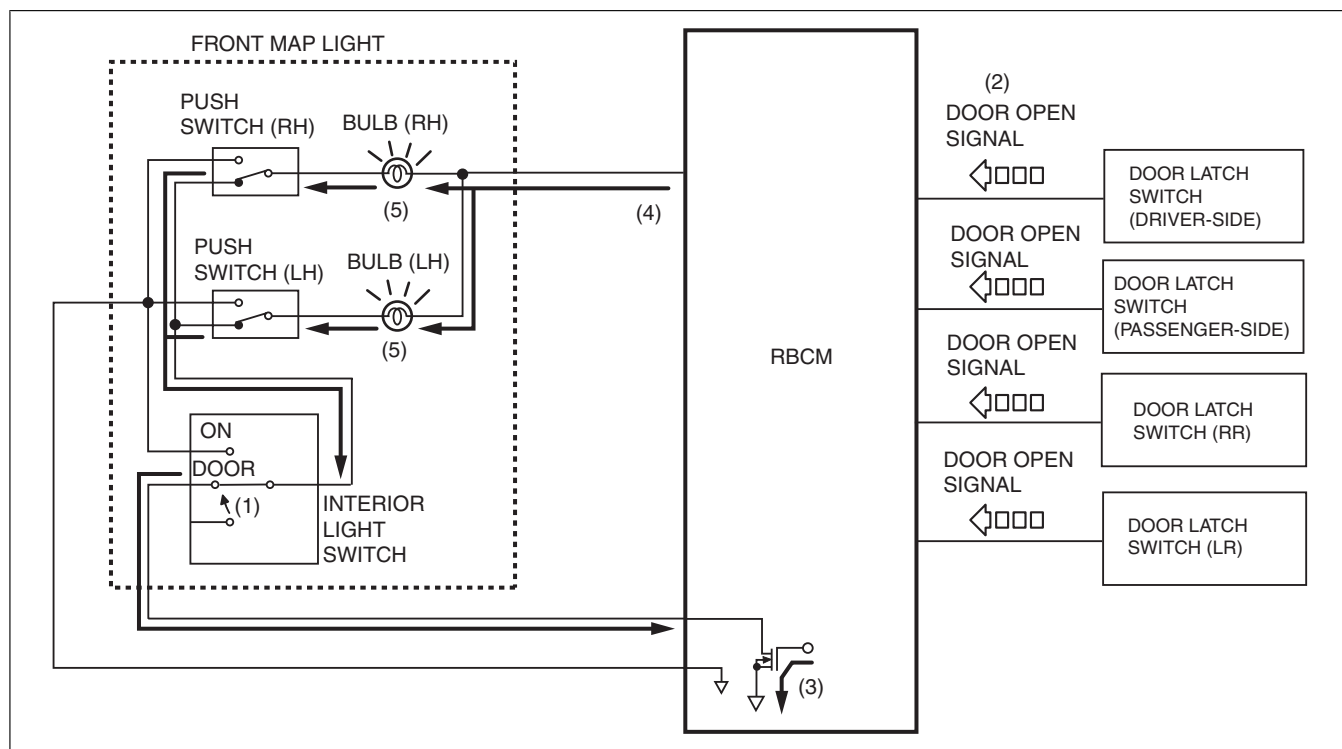 FRONT MAP LIGHT
PUSH
SWITCH (RH)
BULB (RH)
(5)
(4)
PUSH
SWITCH (LH)
BULB (LH)
(5)
ON
DOOR
(1)
INTERIOR
LIGHT
SWITCH
RBCM
(3)
(2)
DOOR OPEN
SIGNAL
DOOR LATCH
SWITCH
(DRIVER-SIDE)
DOOR OPEN
SIGNAL
DOOR LATCH
SWITCH
(PASSENGER-SIDE)
DOOR OPEN
SIGNAL
DOOR LATCH
SWITCH (RR)
DOOR OPEN
SIGNAL
DOOR LATCH
SWITCH (LR)